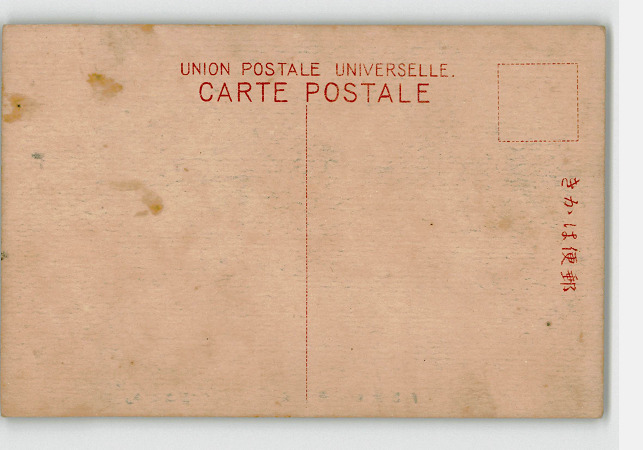 UNION POSTALE UNIVERSELLE.
CARTE POSTALE
きかは便郵